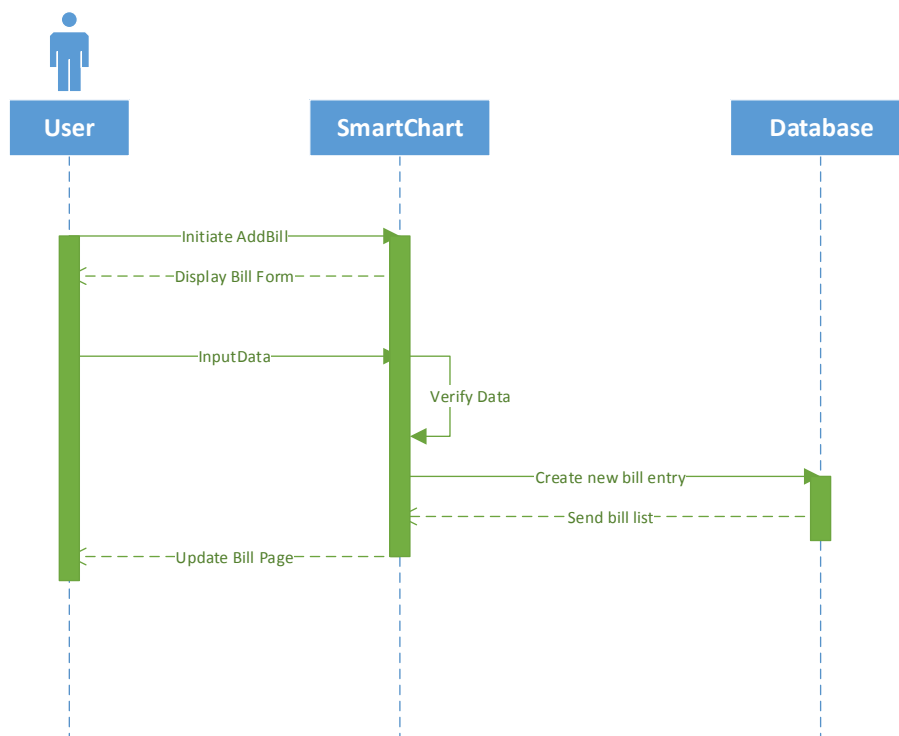 User
SmartChart
Database
Initiate AddBill
Display Bill Form
InputData
Verify Data
Create new bill entry
Send bill list
Update Bill Page